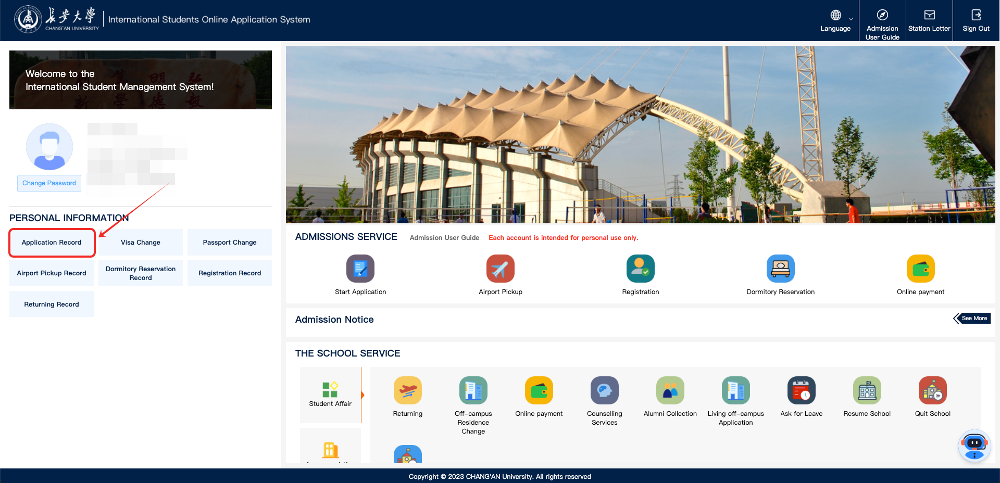 长安大学
CHANG'AN UNIVERSITY
International Students Online Application System
Language
Admission
User Guide
Station Letter
Sign Out
Welcome to the
International Student Management System!
Change Password
PERSONAL INFORMATION
Application Record
Visa Change
Passport Change
Airport Pickup Record
Dormitory Reservation
Record
Registration Record
Returning Record
ADMISSIONS SERVICE
Admission User Guide
Each account is intended for personal use only.
Start Application
Airport Pickup
Registration
Dormitory Reservation
Online payment
Admission Notice
See More
THE SCHOOL SERVICE
Student Affair
Returning
Off-campus
Residence
Change
Online payment
Counselling
Services
Alumni Collection
Living off-campus
Application
Ask for Leave
Resume School
Quit School
Copyright © 2023 CHANG'AN University. All rights reserved